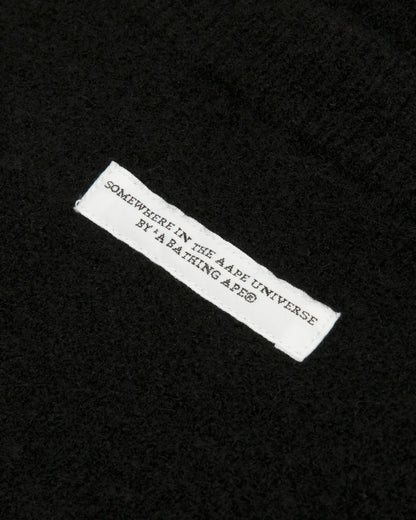 SOMEWHERE IN THE AAPE UNIVERSE
BY *A BATHING APE®